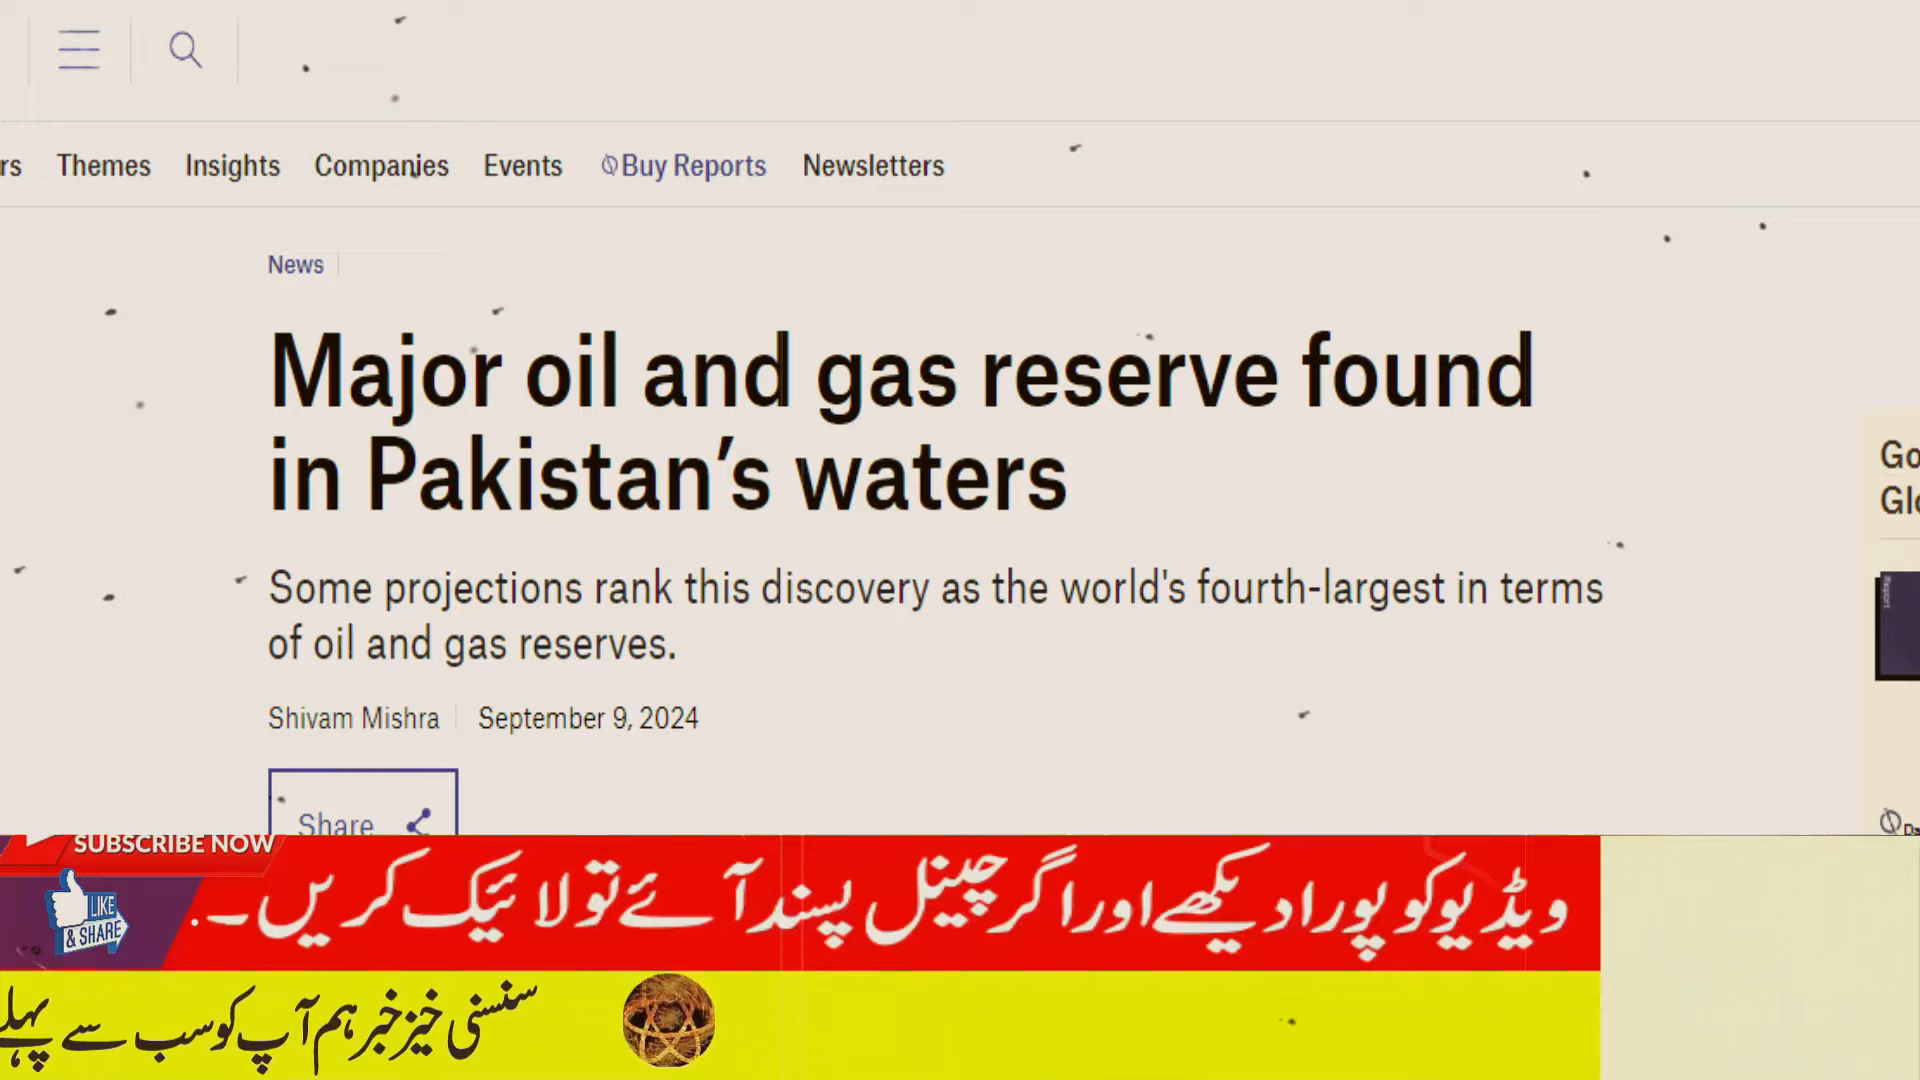 rs Themes Insights Companies Events Buy Reports Newsletters
News
Major oil and gas reserve found
in Pakistan’s waters
Go
Glo
Some projections rank this discovery as the world's fourth-largest in terms
of oil and gas reserves.
Shivam Mishra September 9, 2024
Share
SUBSCRIBE NOW
LIKE
& SHARE
ویڈیو کو پورا دیکھے اور اگر چینل پسند آئے تو لائیک کریں۔
سنسنی خیز خبر ہم آپ کو سب سے پہلے